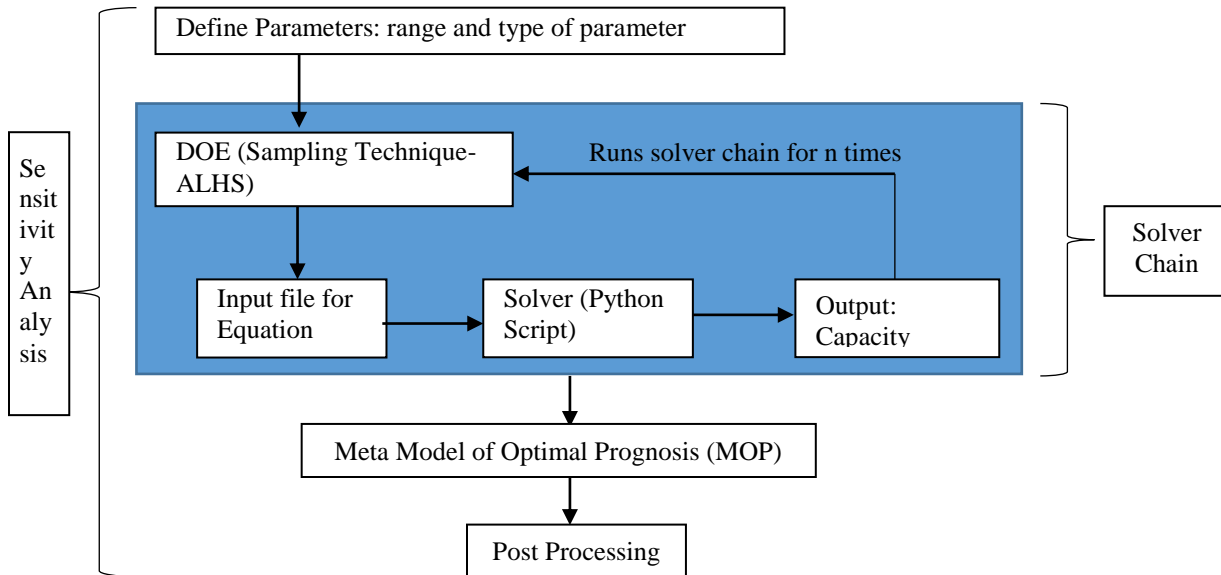 Define Parameters: range and type of parameter
DOE (Sampling Technique-
ALHS)
Runs solver chain for n times
Se
nsit
ivit
y
An
aly
sis
Solver
Chain
Input file for
Equation
Solver (Python
Script)
Output:
Capacity
Meta Model of Optimal Prognosis (MOP)
Post Processing